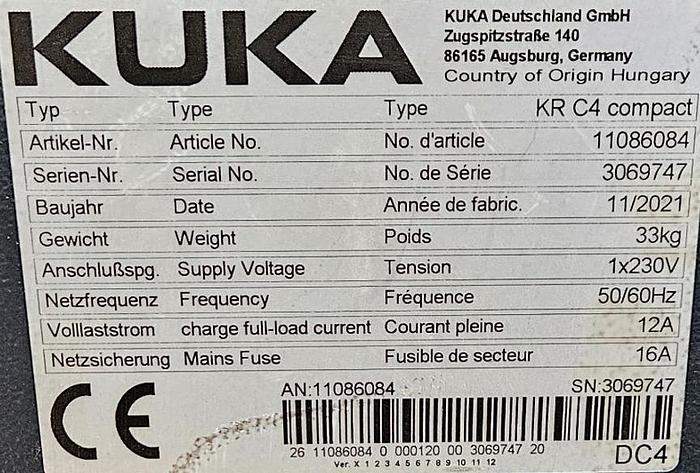 KUKA
KUKA Deutschland GmbH
Zugspitzstraße 140
86165 Augsburg, Germany
Country of Origin Hungary
Typ Type Type KR C4 compact
Artikel-Nr. Article No. No. d'article 11086084
Serien-Nr. Serial No. No. de Série 3069747
Baujahr Date Année de fabric. 11/2021
Gewicht Weight Poids 33kg
Anschlußspg. Supply Voltage Tension 1x230V
Netzfrequenz Frequency Fréquence 50/60Hz
Volllaststrom charge full-load current Courant pleine 12A
Netzsicherung Mains Fuse Fusible de secteur 16A
CE
AN:11086084 SN:3069747
26 11086084 0 000120 00 3069747 20
Ver. X 1 2 3 4 5 6 7 8 9 10 11 12
DC4